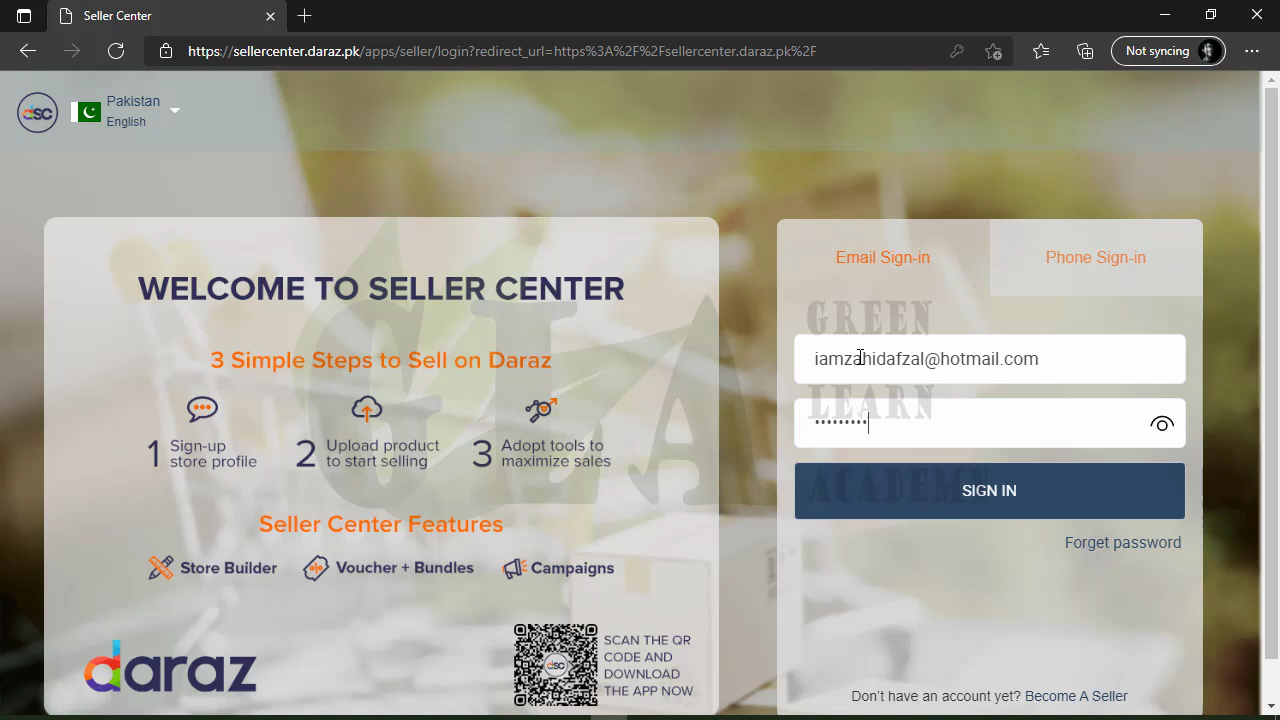 Seller Center
https://sellercenter.daraz.pk/apps/seller/login?redirect_url=https%3A%2F%2Fsellercenter.daraz.pk%2F
Not syncing
dsc
Pakistan
English
WELCOME TO SELLER CENTER
3 Simple Steps to Sell on Daraz
1 Sign-up
store profile
2 Upload product
to start selling
3 Adopt tools to
maximize sales
Seller Center Features
Store Builder
Voucher + Bundles
Campaigns
daraz
dsc
SCAN THE QR
CODE AND
DOWNLOAD
THE APP NOW
GLA
Email Sign-in
Phone Sign-in
GREEN
iamzahidafzal@hotmail.com
LEARN
•••••••••
ACADEMY
SIGN IN
Forget password
Don't have an account yet? Become A Seller